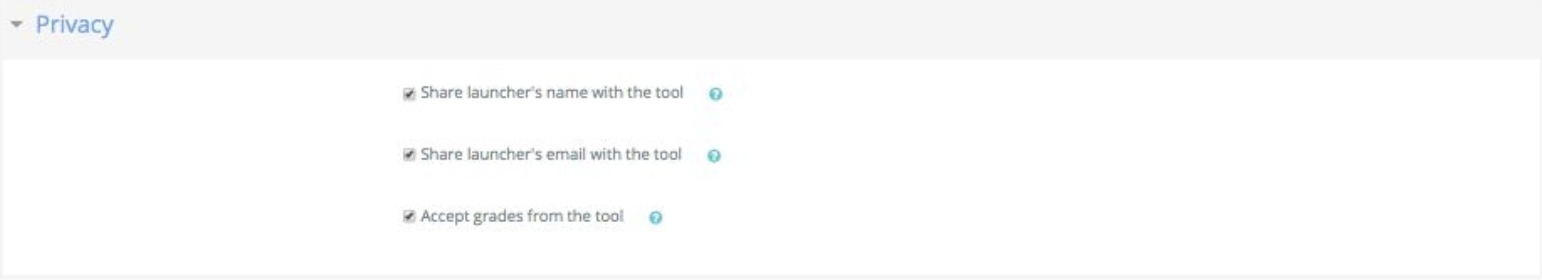 Privacy
Share launcher's name with the tool
Share launcher's email with the tool
Accept grades from the tool